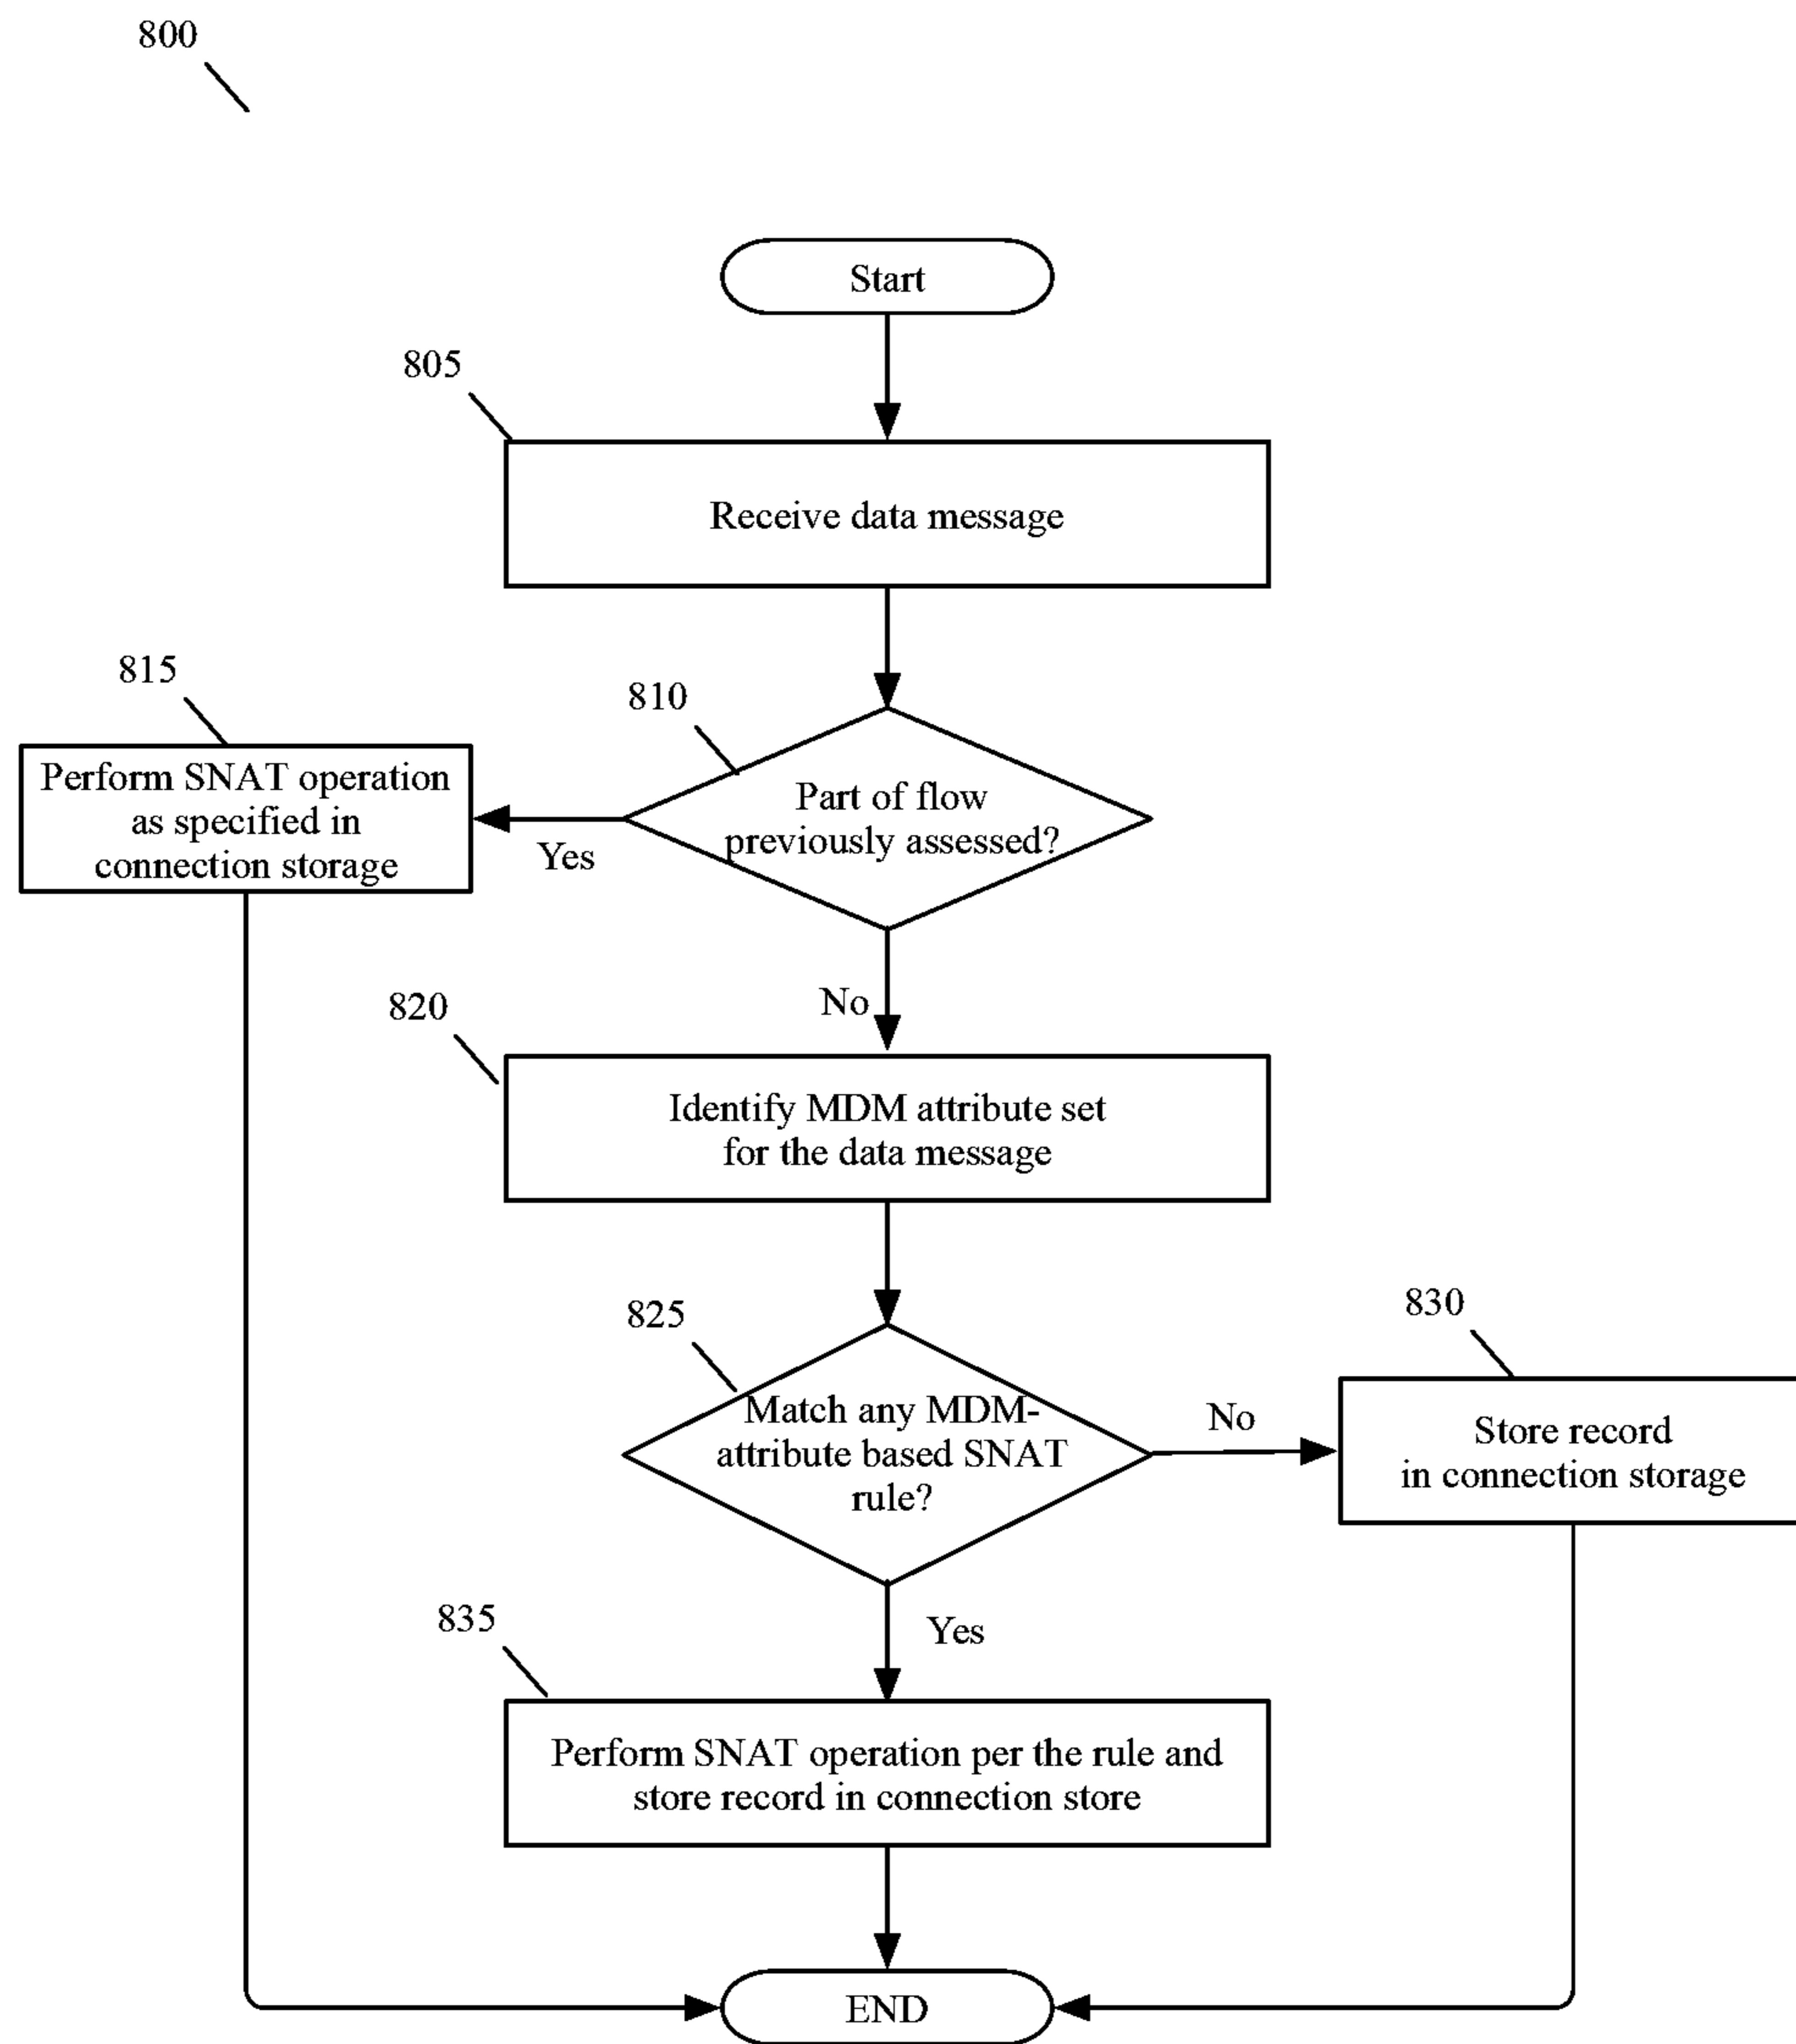 800
Start
805
Receive data message
810
Part of flow
previously assessed?
815
Perform SNAT operation
as specified in
connection storage
Yes
No
820
Identify MDM attribute set
for the data message
825
Match any MDM-
attribute based SNAT
rule?
No
830
Store record
in connection storage
Yes
835
Perform SNAT operation per the rule and
store record in connection store
END